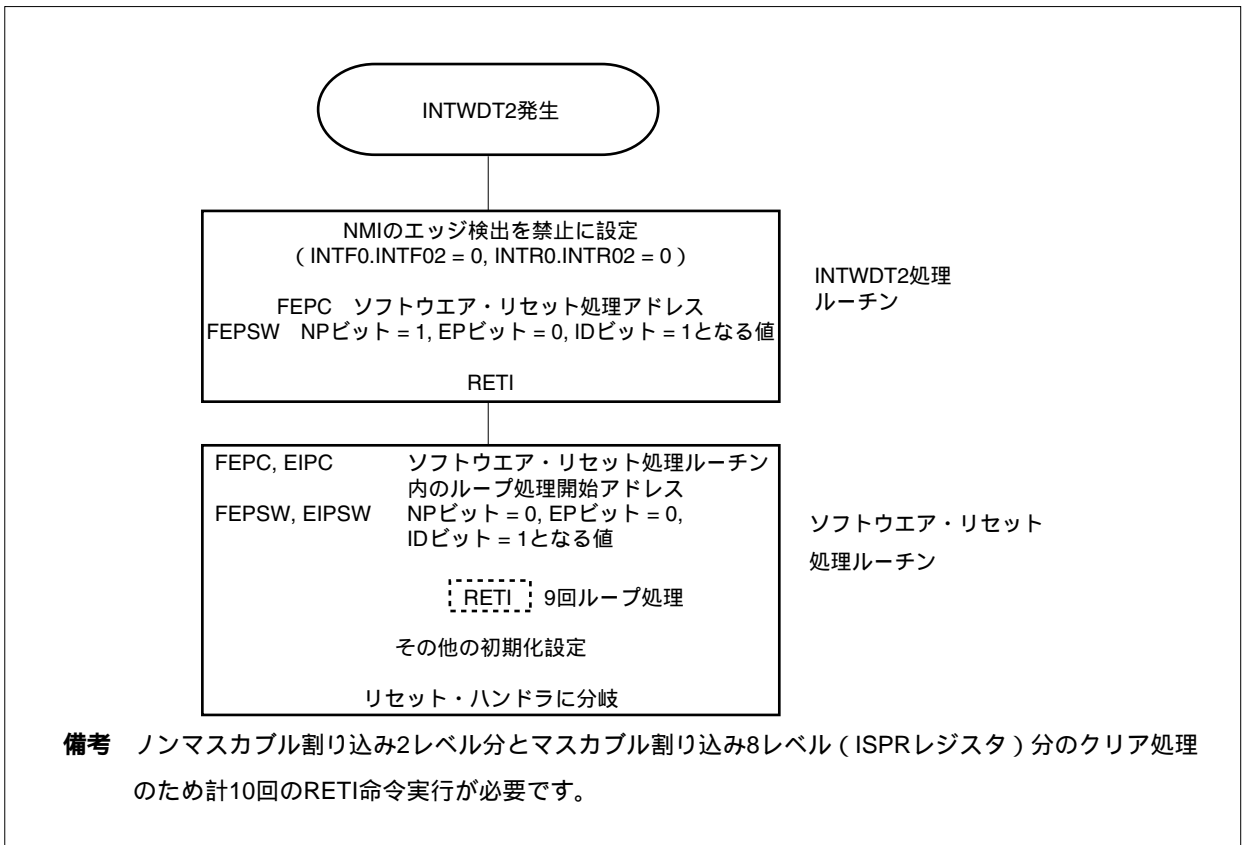 INTWDT2発生
NMIのエッジ検出を禁止に設定
（INTF0.INTF02 = 0, INTR0.INTR02 = 0）
FEPC　ソフトウエア・リセット処理アドレス
FEPSW　NPビット = 1, EPビット = 0, IDビット = 1となる値
RETI
INTWDT2処理
ルーチン
FEPC, EIPC　ソフトウエア・リセット処理ルーチン
内のループ処理開始アドレス
FEPSW, EIPSW　NPビット = 0, EPビット = 0,
IDビット = 1となる値
RETI　9回ループ処理
その他の初期化設定
リセット・ハンドラに分岐
ソフトウエア・リセット
処理ルーチン
備考　ノンマスカブル割り込み2レベル分とマスカブル割り込み8レベル（ISPRレジスタ）分のクリア処理
のため計10回のRETI命令実行が必要です。